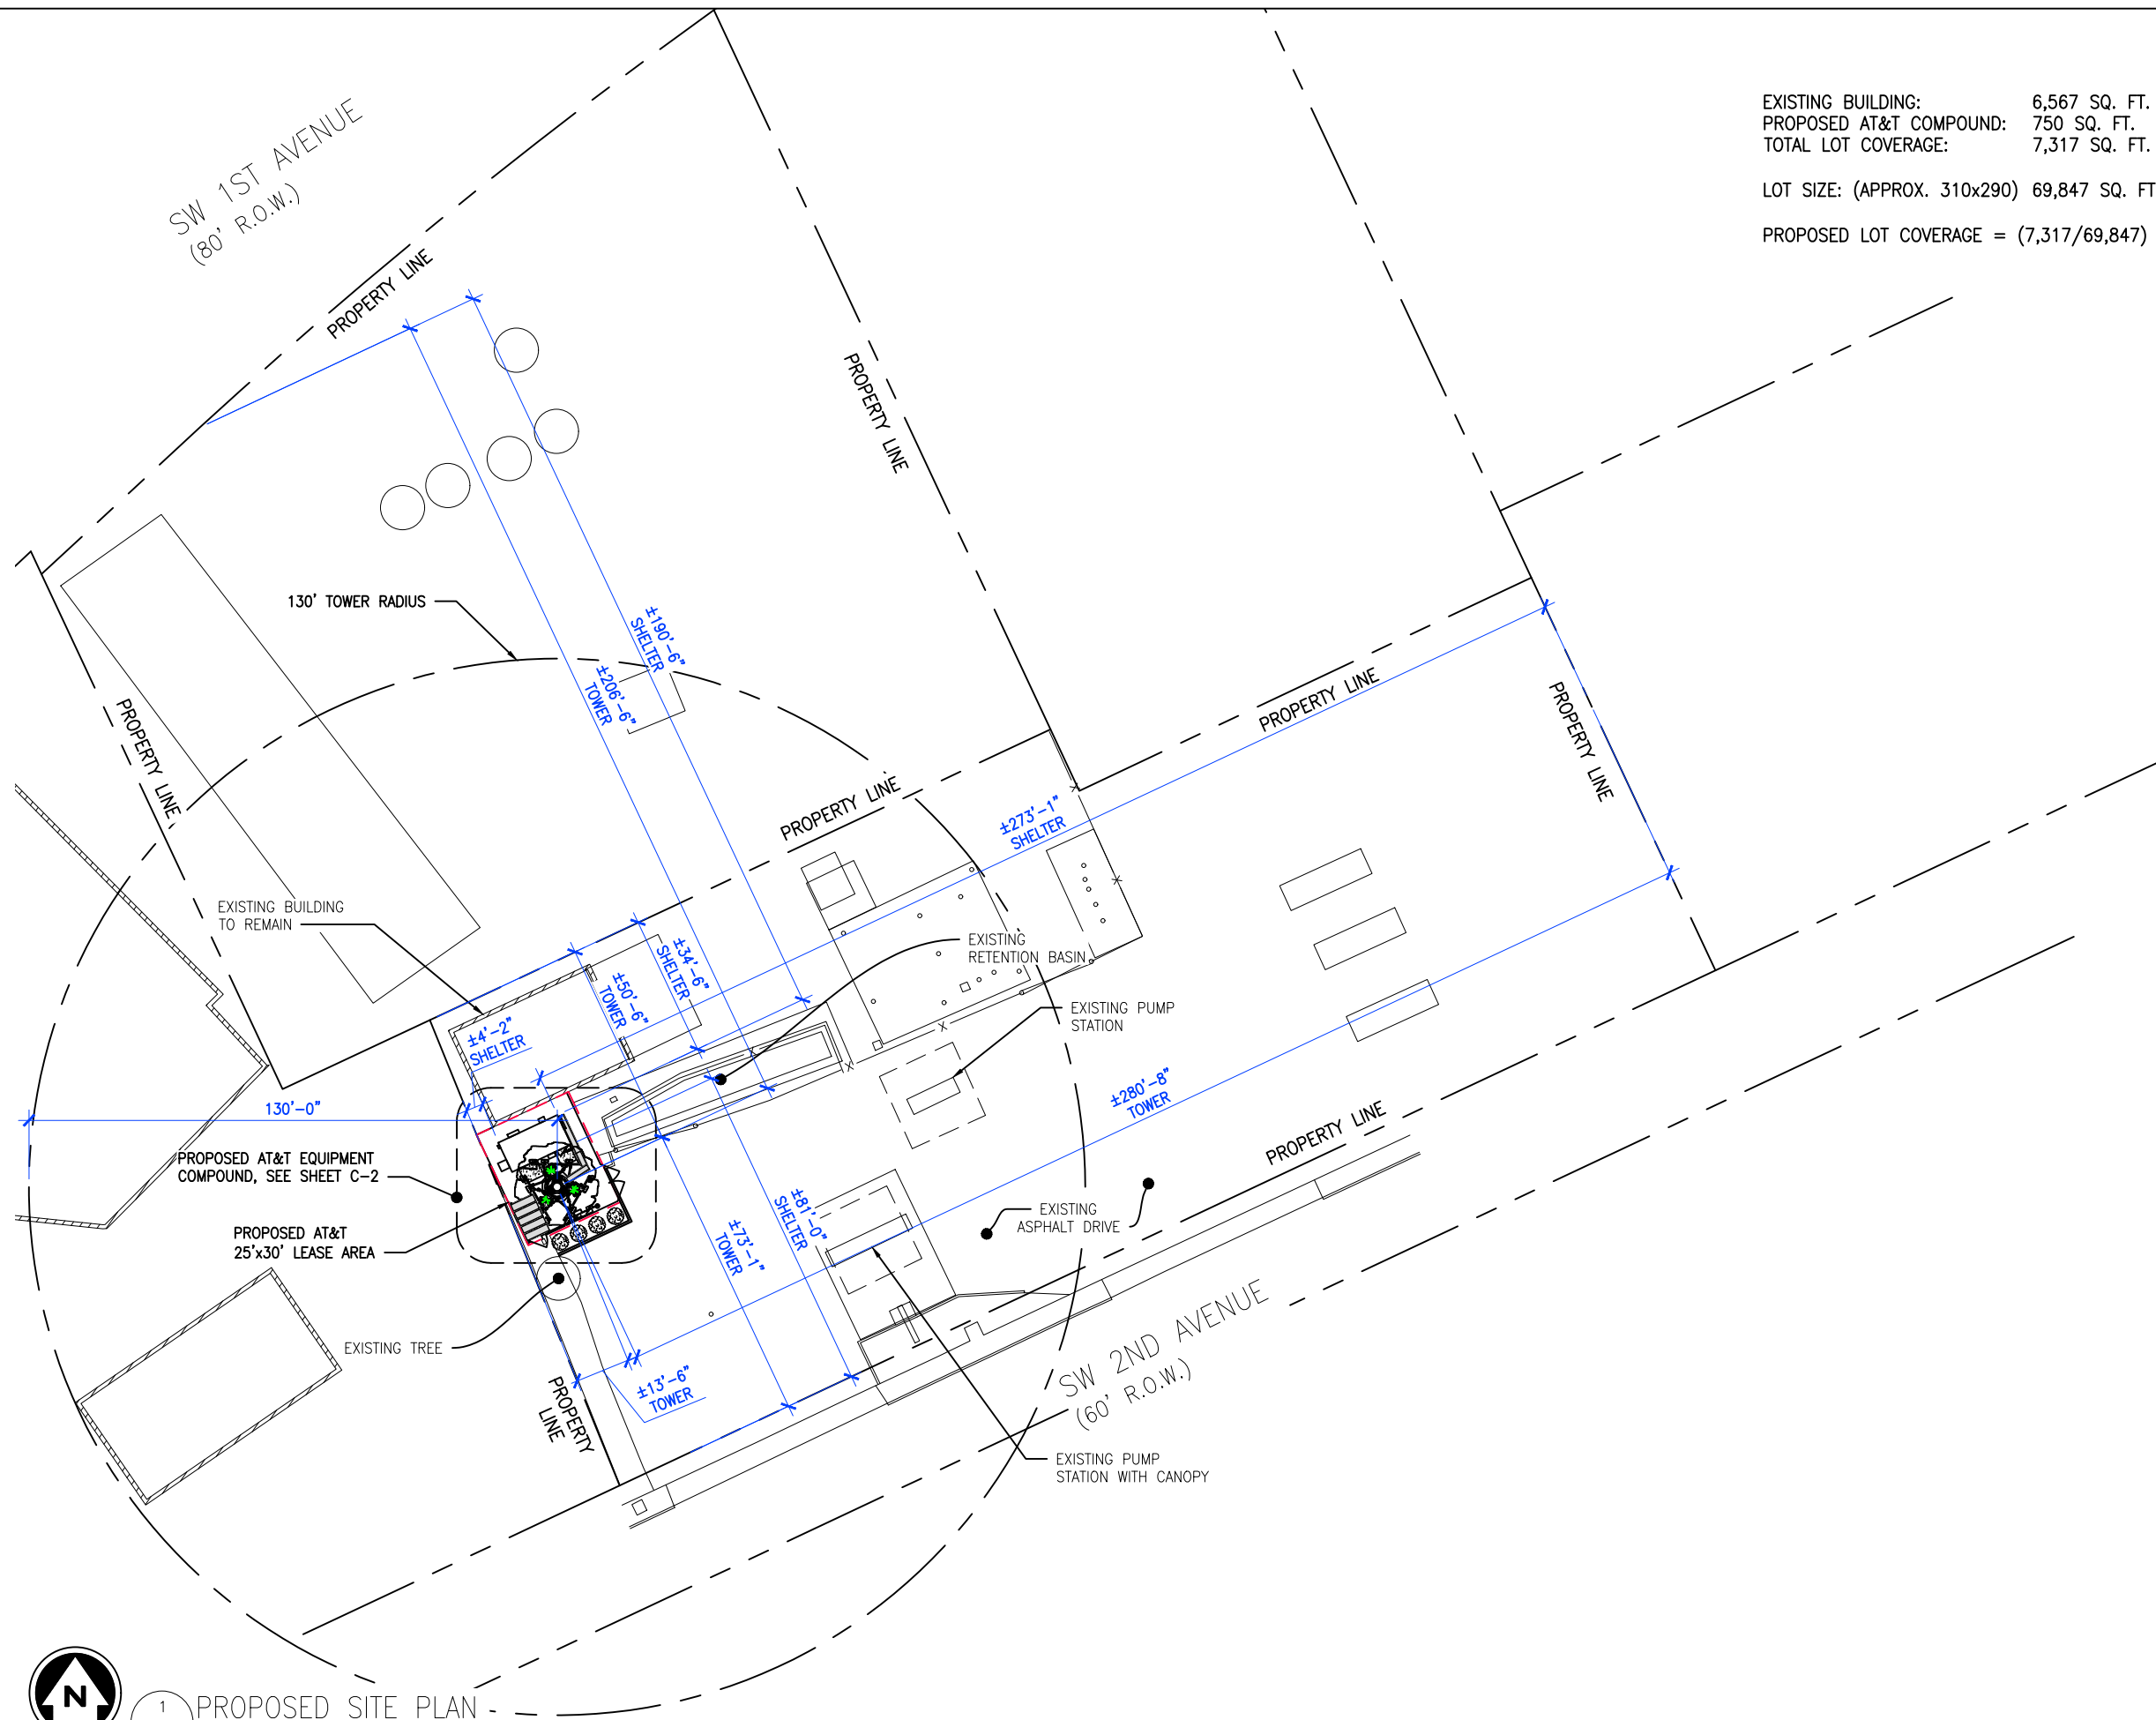 EXISTING BUILDING: 6,567 SQ. FT.
PROPOSED AT&T COMPOUND: 750 SQ. FT.
TOTAL LOT COVERAGE: 7,317 SQ. FT.
LOT SIZE: (APPROX. 310x290) 69,847 SQ. FT
PROPOSED LOT COVERAGE = (7,317/69,847)
SW 1ST AVENUE
(80' R.O.W.)
PROPERTY LINE
PROPERTY LINE
130' TOWER RADIUS
±190'-6"
SHELTER
±206'-6"
TOWER
PROPERTY LINE
PROPERTY LINE
PROPERTY LINE
PROPERTY LINE
±273'-1"
SHELTER
EXISTING BUILDING
TO REMAIN
±34'-6"
SHELTER
±50'-6"
TOWER
±4'-2"
SHELTER
EXISTING
RETENTION BASIN
EXISTING PUMP
STATION
130'-0"
±280'-8"
TOWER
PROPERTY LINE
PROPOSED AT&T EQUIPMENT
COMPOUND, SEE SHEET C-2
PROPOSED AT&T
25'x30' LEASE AREA
±81'-0"
SHELTER
±73'-1"
TOWER
EXISTING
ASPHALT DRIVE
EXISTING TREE
±13'-6"
TOWER
PROPERTY
LINE
SW 2ND AVENUE
(60' R.O.W.)
EXISTING PUMP
STATION WITH CANOPY
N
1
PROPOSED SITE PLAN